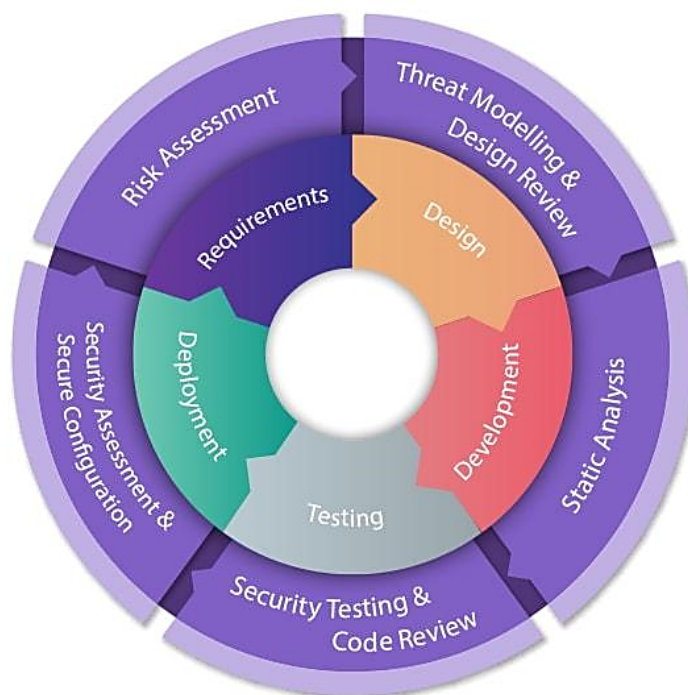 Risk Assessment
Threat Modelling &
Design Review
Static Analysis
Security Testing &
Code Review
Security Assessment &
Secure Configuration
Requirements
Design
Development
Testing
Deployment